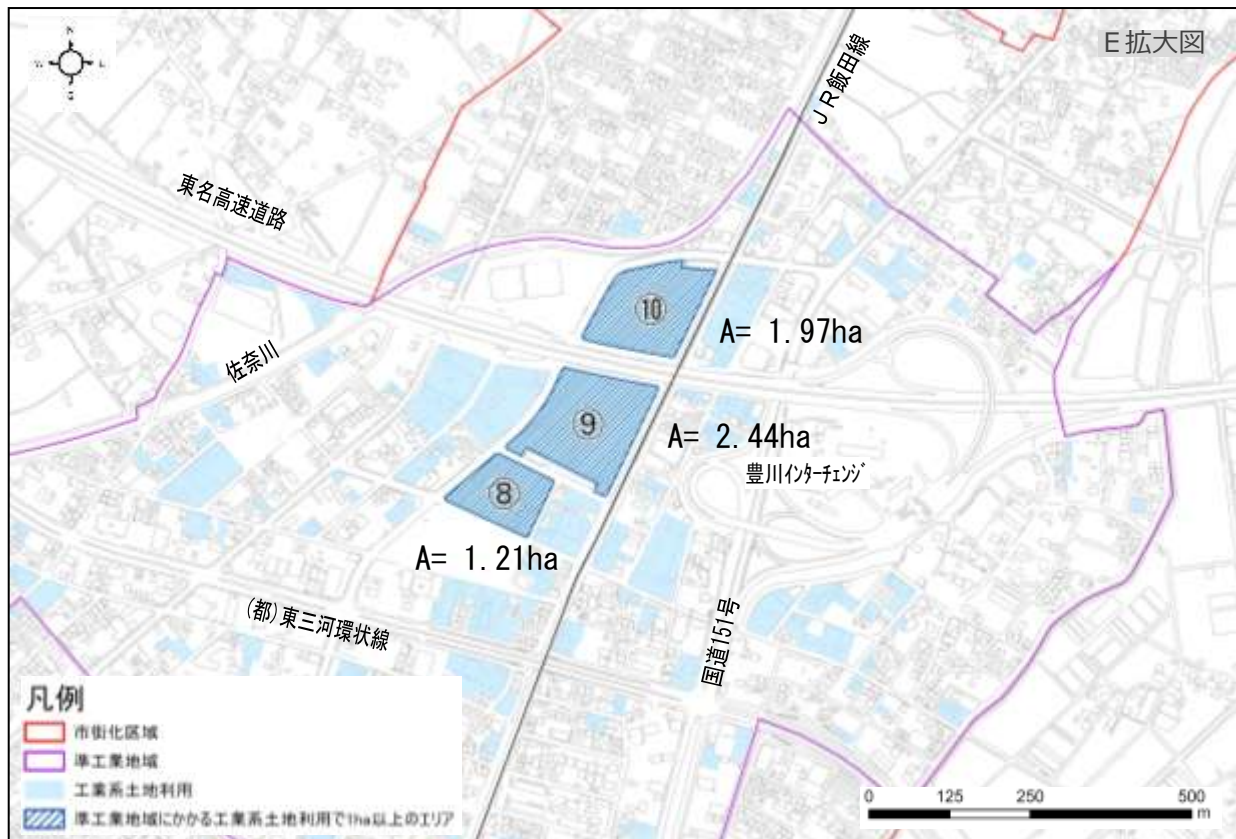 E拡大図
JR飯田線
東名高速道路
⑩
A= 1.97ha
佐奈川
⑨
A= 2.44ha
豊川インターチェンジ
⑧
A= 1.21ha
(都)東三河環状線
国道151号
凡例
市街化区域
準工業地域
工業系土地利用
準工業地域にかかる工業系土地利用で1ha以上のエリア
0 125 250 500
m